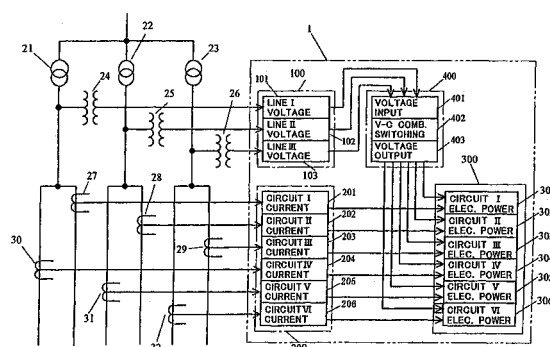 21
22
23
24
25
26
1
100
400
101
LINE I VOLTAGE
LINE II VOLTAGE
102
LINE III VOLTAGE
103
VOLTAGE INPUT
401
V-C COMB. SWITCHING
402
VOLTAGE OUTPUT
403
300
27
28
29
30
31
32
CIRCUIT I CURRENT
201
CIRCUIT II CURRENT
202
CIRCUIT III CURRENT
203
CIRCUIT IV CURRENT
204
CIRCUIT V CURRENT
205
CIRCUIT VI CURRENT
206
CIRCUIT I ELEC. POWER
CIRCUIT II ELEC. POWER
CIRCUIT III ELEC. POWER
CIRCUIT IV ELEC. POWER
CIRCUIT V ELEC. POWER
CIRCUIT VI ELEC. POWER